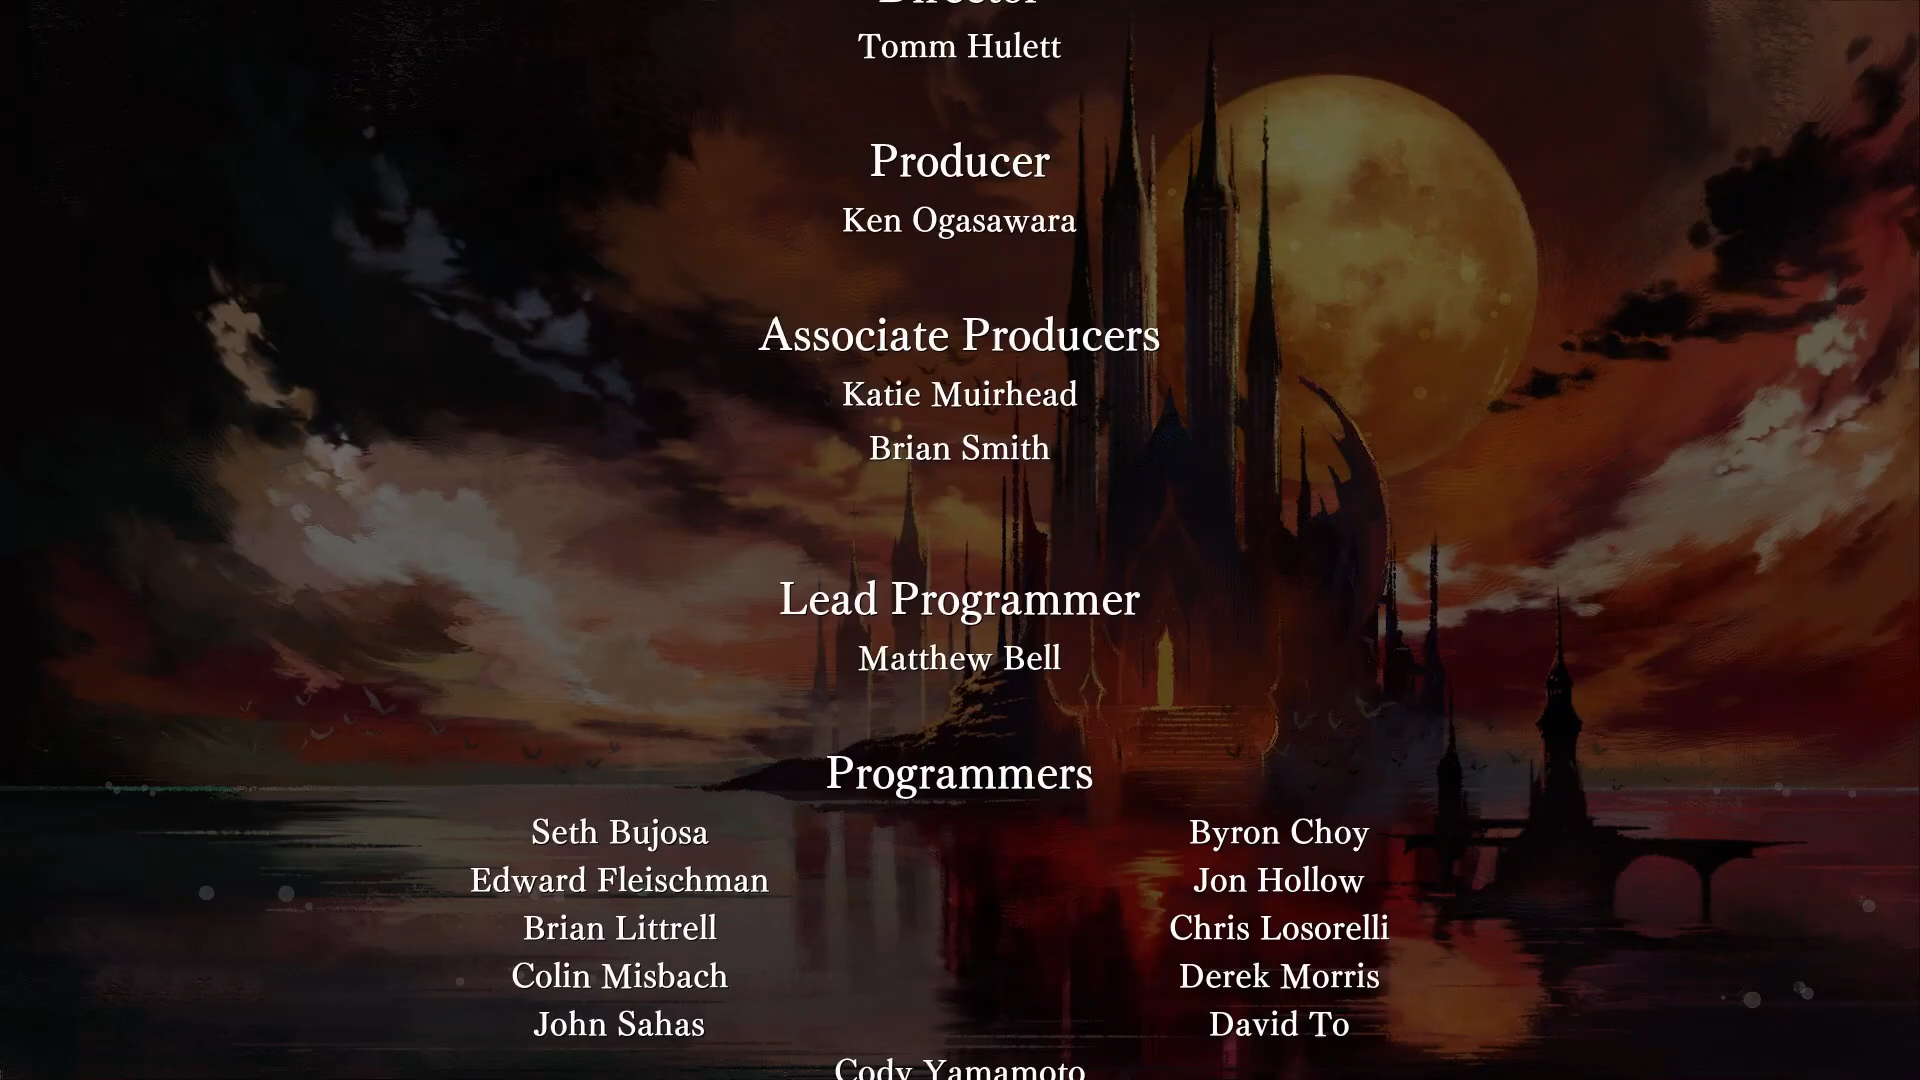 Director
Tomm Hulett
Producer
Ken Ogasawara
Associate Producers
Katie Muirhead
Brian Smith
Lead Programmer
Matthew Bell
Programmers
Seth Bujosa
Byron Choy
Edward Fleischman
Jon Hollow
Brian Littrell
Chris Losorelli
Colin Misbach
Derek Morris
John Sahas
David To
Cody Yamamoto